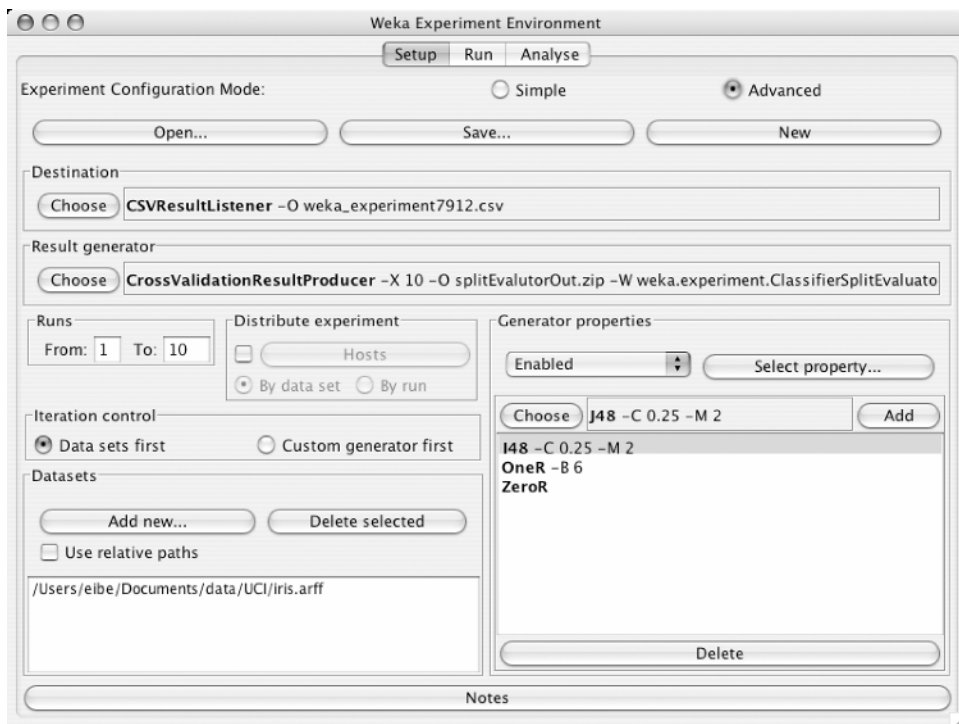 Weka Experiment Environment
Setup Run Analyse
Experiment Configuration Mode: Simple Advanced
Open... Save... New
Destination
Choose CSVResultListener -O weka_experiment7912.csv
Result generator
Choose CrossValidationResultProducer -X 10 -O splitEvalutorOut.zip -W weka.experiment.ClassifierSplitEvaluato
Runs
From: 1 To: 10
Distribute experiment
Hosts
By data set By run
Generator properties
Enabled Select property...
Choose J48 -C 0.25 -M 2 Add
J48 -C 0.25 -M 2
OneR -B 6
ZeroR
Delete
Iteration control
Data sets first Custom generator first
Datasets
Add new... Delete selected
Use relative paths
/Users/eibe/Documents/data/UCI/iris.arff
Notes